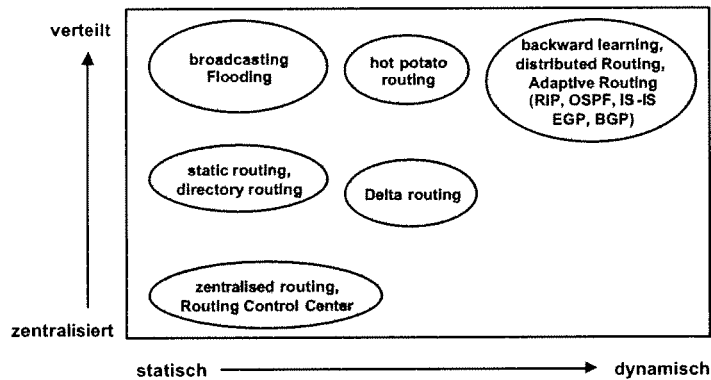 verteilt
broadcasting
Flooding
hot potato
routing
backward learning,
distributed Routing,
Adaptive Routing
(RIP, OSPF, IS-IS
EGP, BGP)
static routing,
directory routing
Delta routing
zentralised routing,
Routing Control Center
zentralisiert
statisch
dynamisch